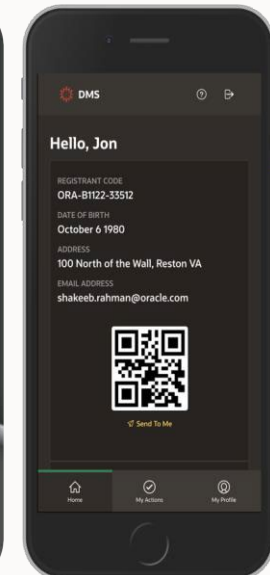 DMS
Hello, Jon
REGISTRANT CODE
ORA-B1122-33512
DATE OF BIRTH
October 6 1980
ADDRESS
100 North of the Wall, Reston VA
EMAIL ADDRESS
shakeeb.rahman@oracle.com
Send To Me
Home My Actions My Profile